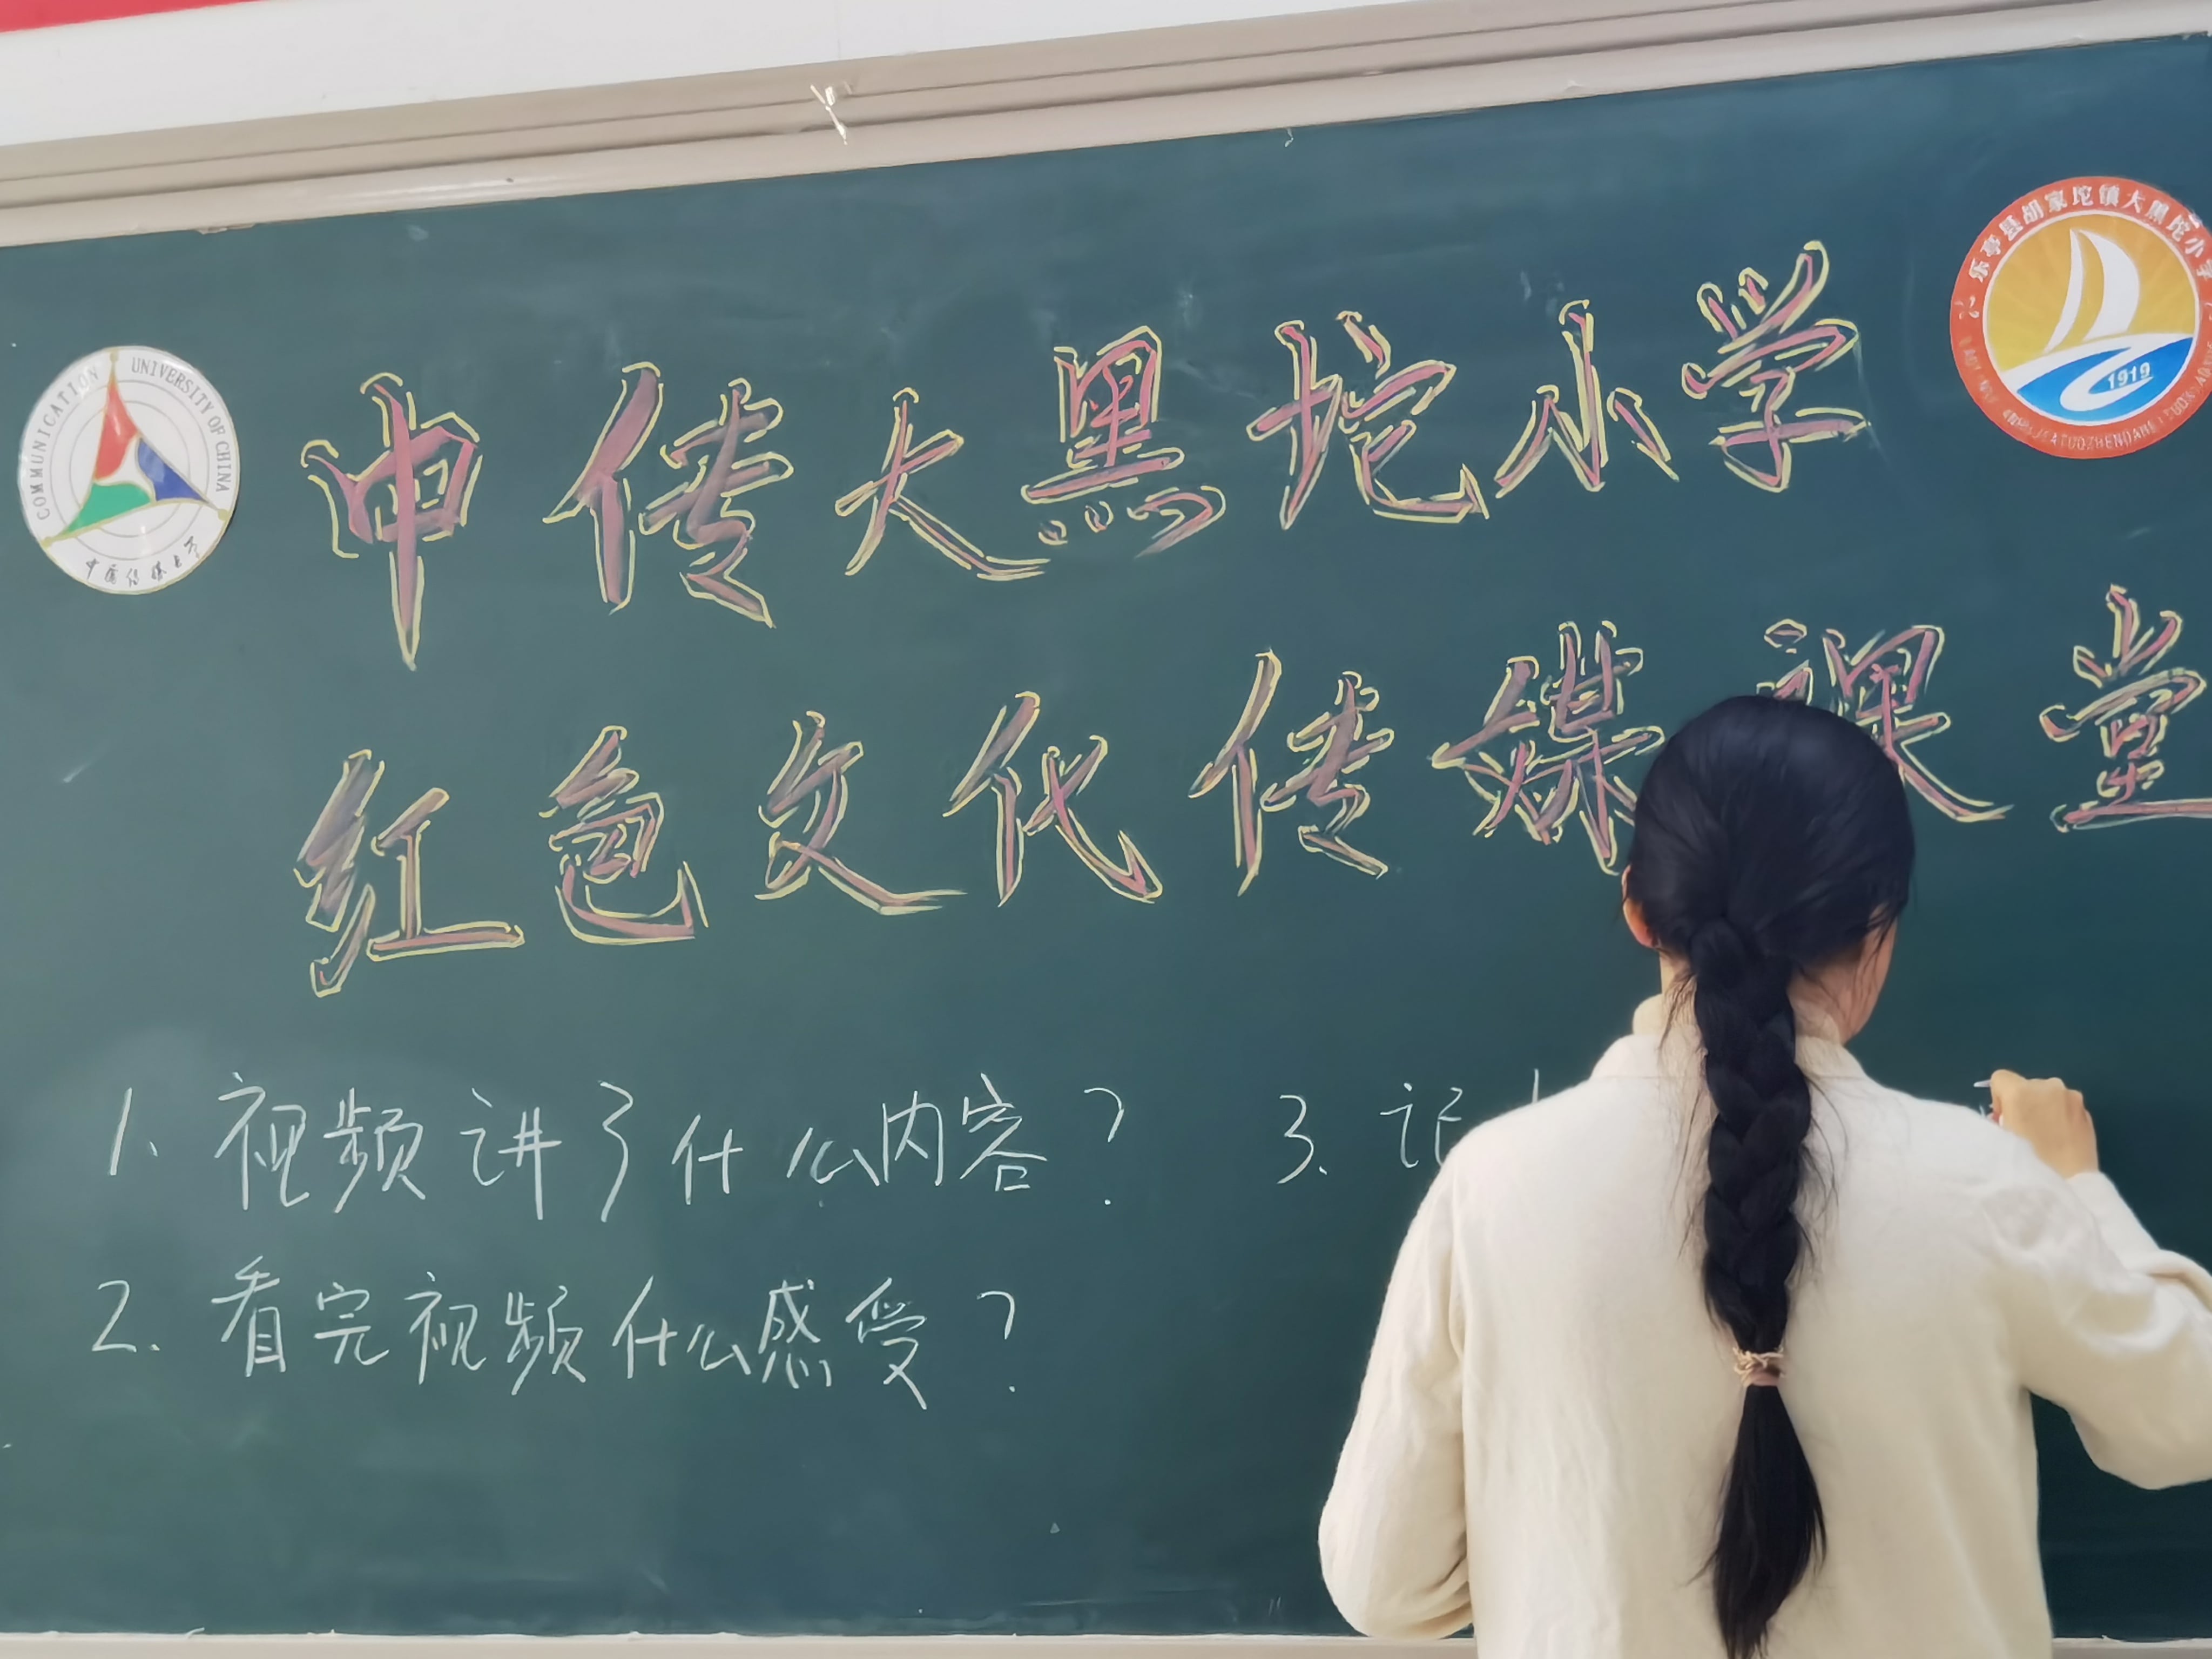 COMMUNICATION UNIVERSITY OF CHINA
中国传媒大学
乐亭县胡家坨镇大黑坨小学
1919
中传大黑坨小学
红色文化传媒课堂
1、视频讲了什么内容？
3. 记
2. 看完视频什么感受？